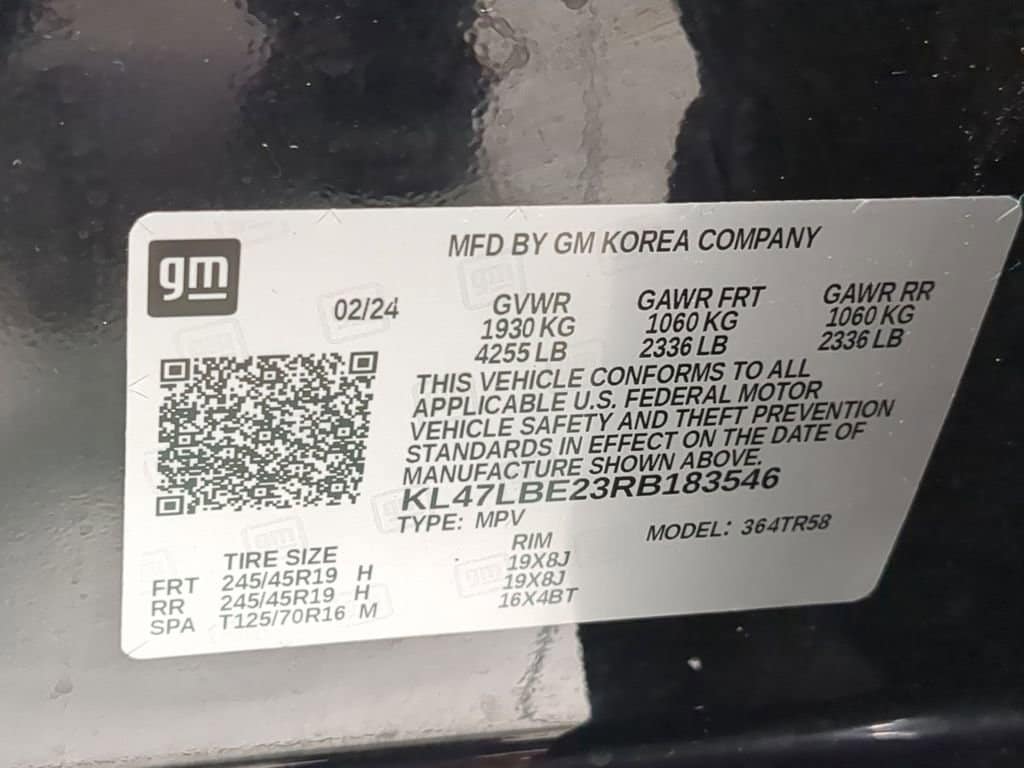 gm
MFD BY GM KOREA COMPANY
02/24 GVWR GAWR FRT GAWR RR
1930 KG 1060 KG 1060 KG
4255 LB 2336 LB 2336 LB
THIS VEHICLE CONFORMS TO ALL
APPLICABLE U.S. FEDERAL MOTOR
VEHICLE SAFETY AND THEFT PREVENTION
STANDARDS IN EFFECT ON THE DATE OF
MANUFACTURE SHOWN ABOVE.
KL47LBE23RB183546
TYPE: MPV MODEL: 364TR58
TIRE SIZE RIM
FRT 245/45R19 H 19X8J
RR 245/45R19 H 19X8J
SPA T125/70R16 M 16X4BT